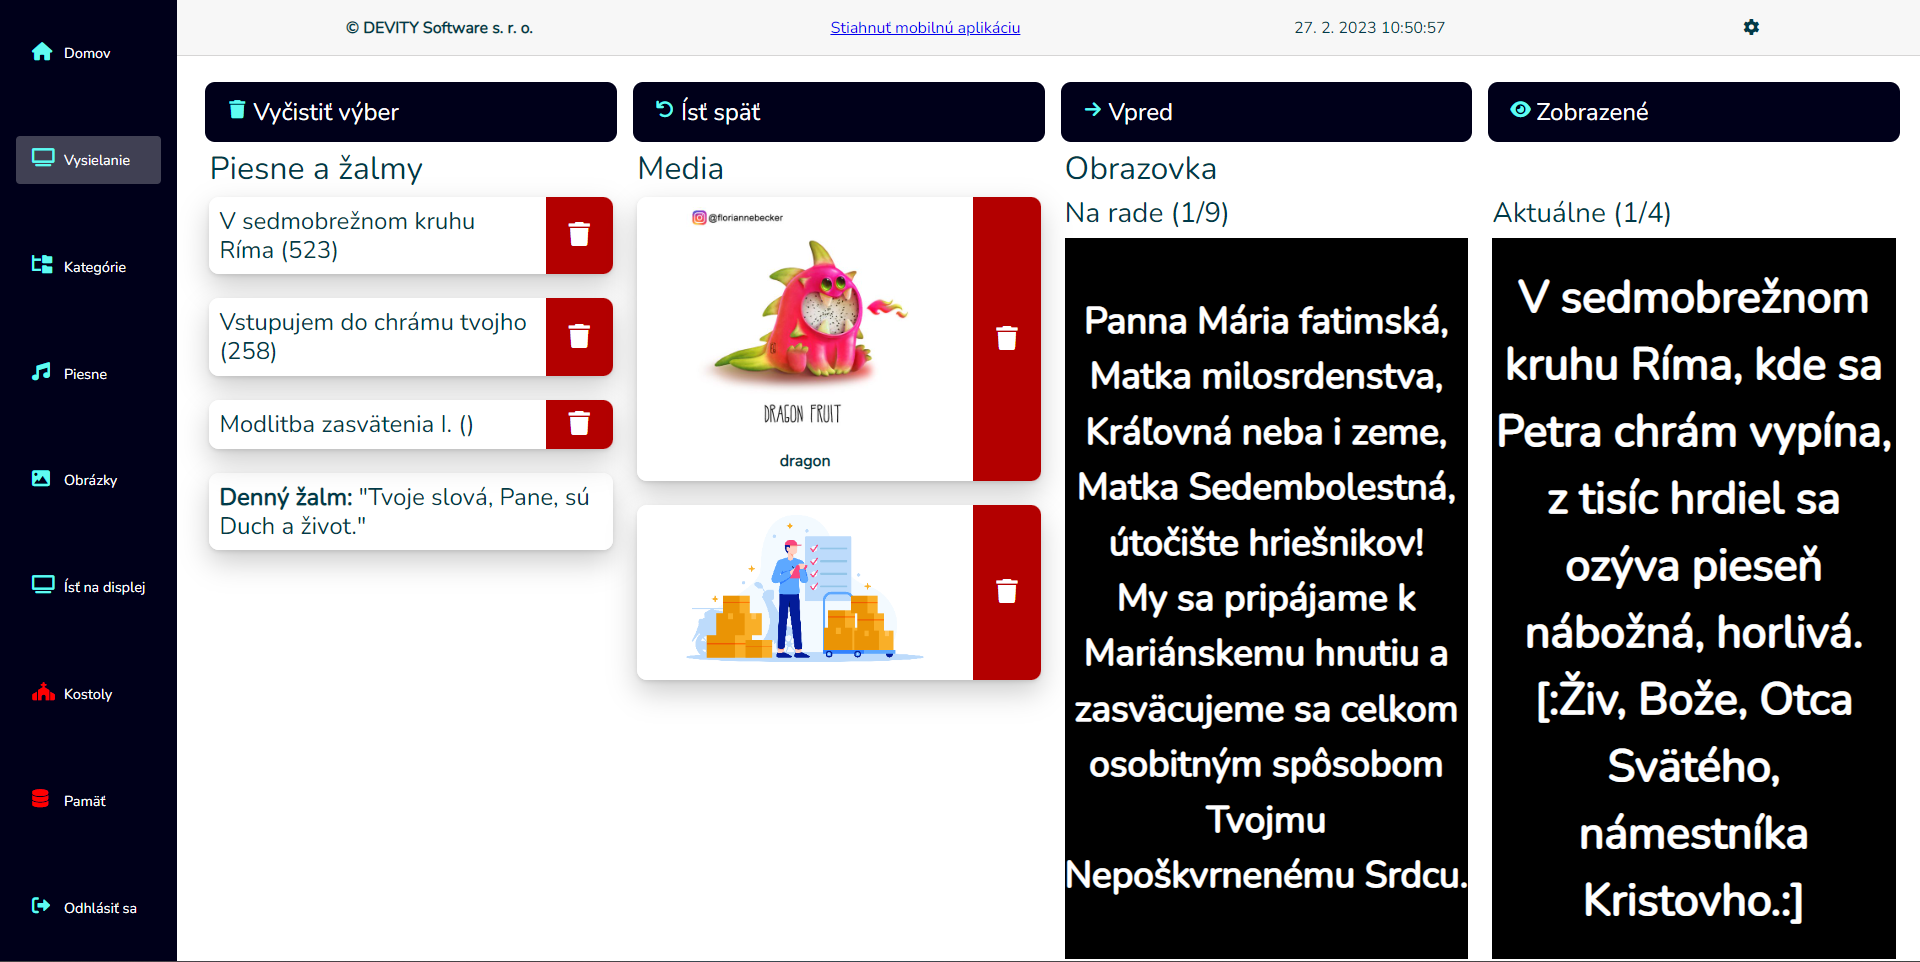 Domov
Vysielanie
Kategórie
Piesne
Obrázky
Ísť na displej
Kostoly
Pamäť
Odhlásiť sa
© DEVITY Software s. r. o.
Stiahnuť mobilnú aplikáciu
27. 2. 2023 10:50:57
Vyčistiť výber
Ísť späť
Vpred
Zobrazené
Piesne a žalmy
V sedmobrežnom kruhu
Ríma (523)
Vstupujem do chrámu tvojho
(258)
Modlitba zasvätenia I. ()
Denný žalm: "Tvoje slová, Pane, sú
Duch a život."
Media
@floriannebecker
DRAGON FRUIT
dragon
Obrazovka
Na rade (1/9)
Panna Mária fatimská,
Matka milosrdenstva,
Kráľovná neba i zeme,
Matka Sedembolestná,
útočište hriešnikov!
My sa pripájame k
Mariánskemu hnutiu a
zasväcujeme sa celkom
osobitným spôsobom
Tvojmu
Nepoškvrnenému Srdcu.
Aktuálne (1/4)
V sedmobrežnom
kruhu Ríma, kde sa
Petra chrám vypína,
z tisíc hrdiel sa
ozýva pieseň
nábožná, horlivá.
[:Živ, Bože, Otca
Svätého,
námestníka
Kristovho.:]